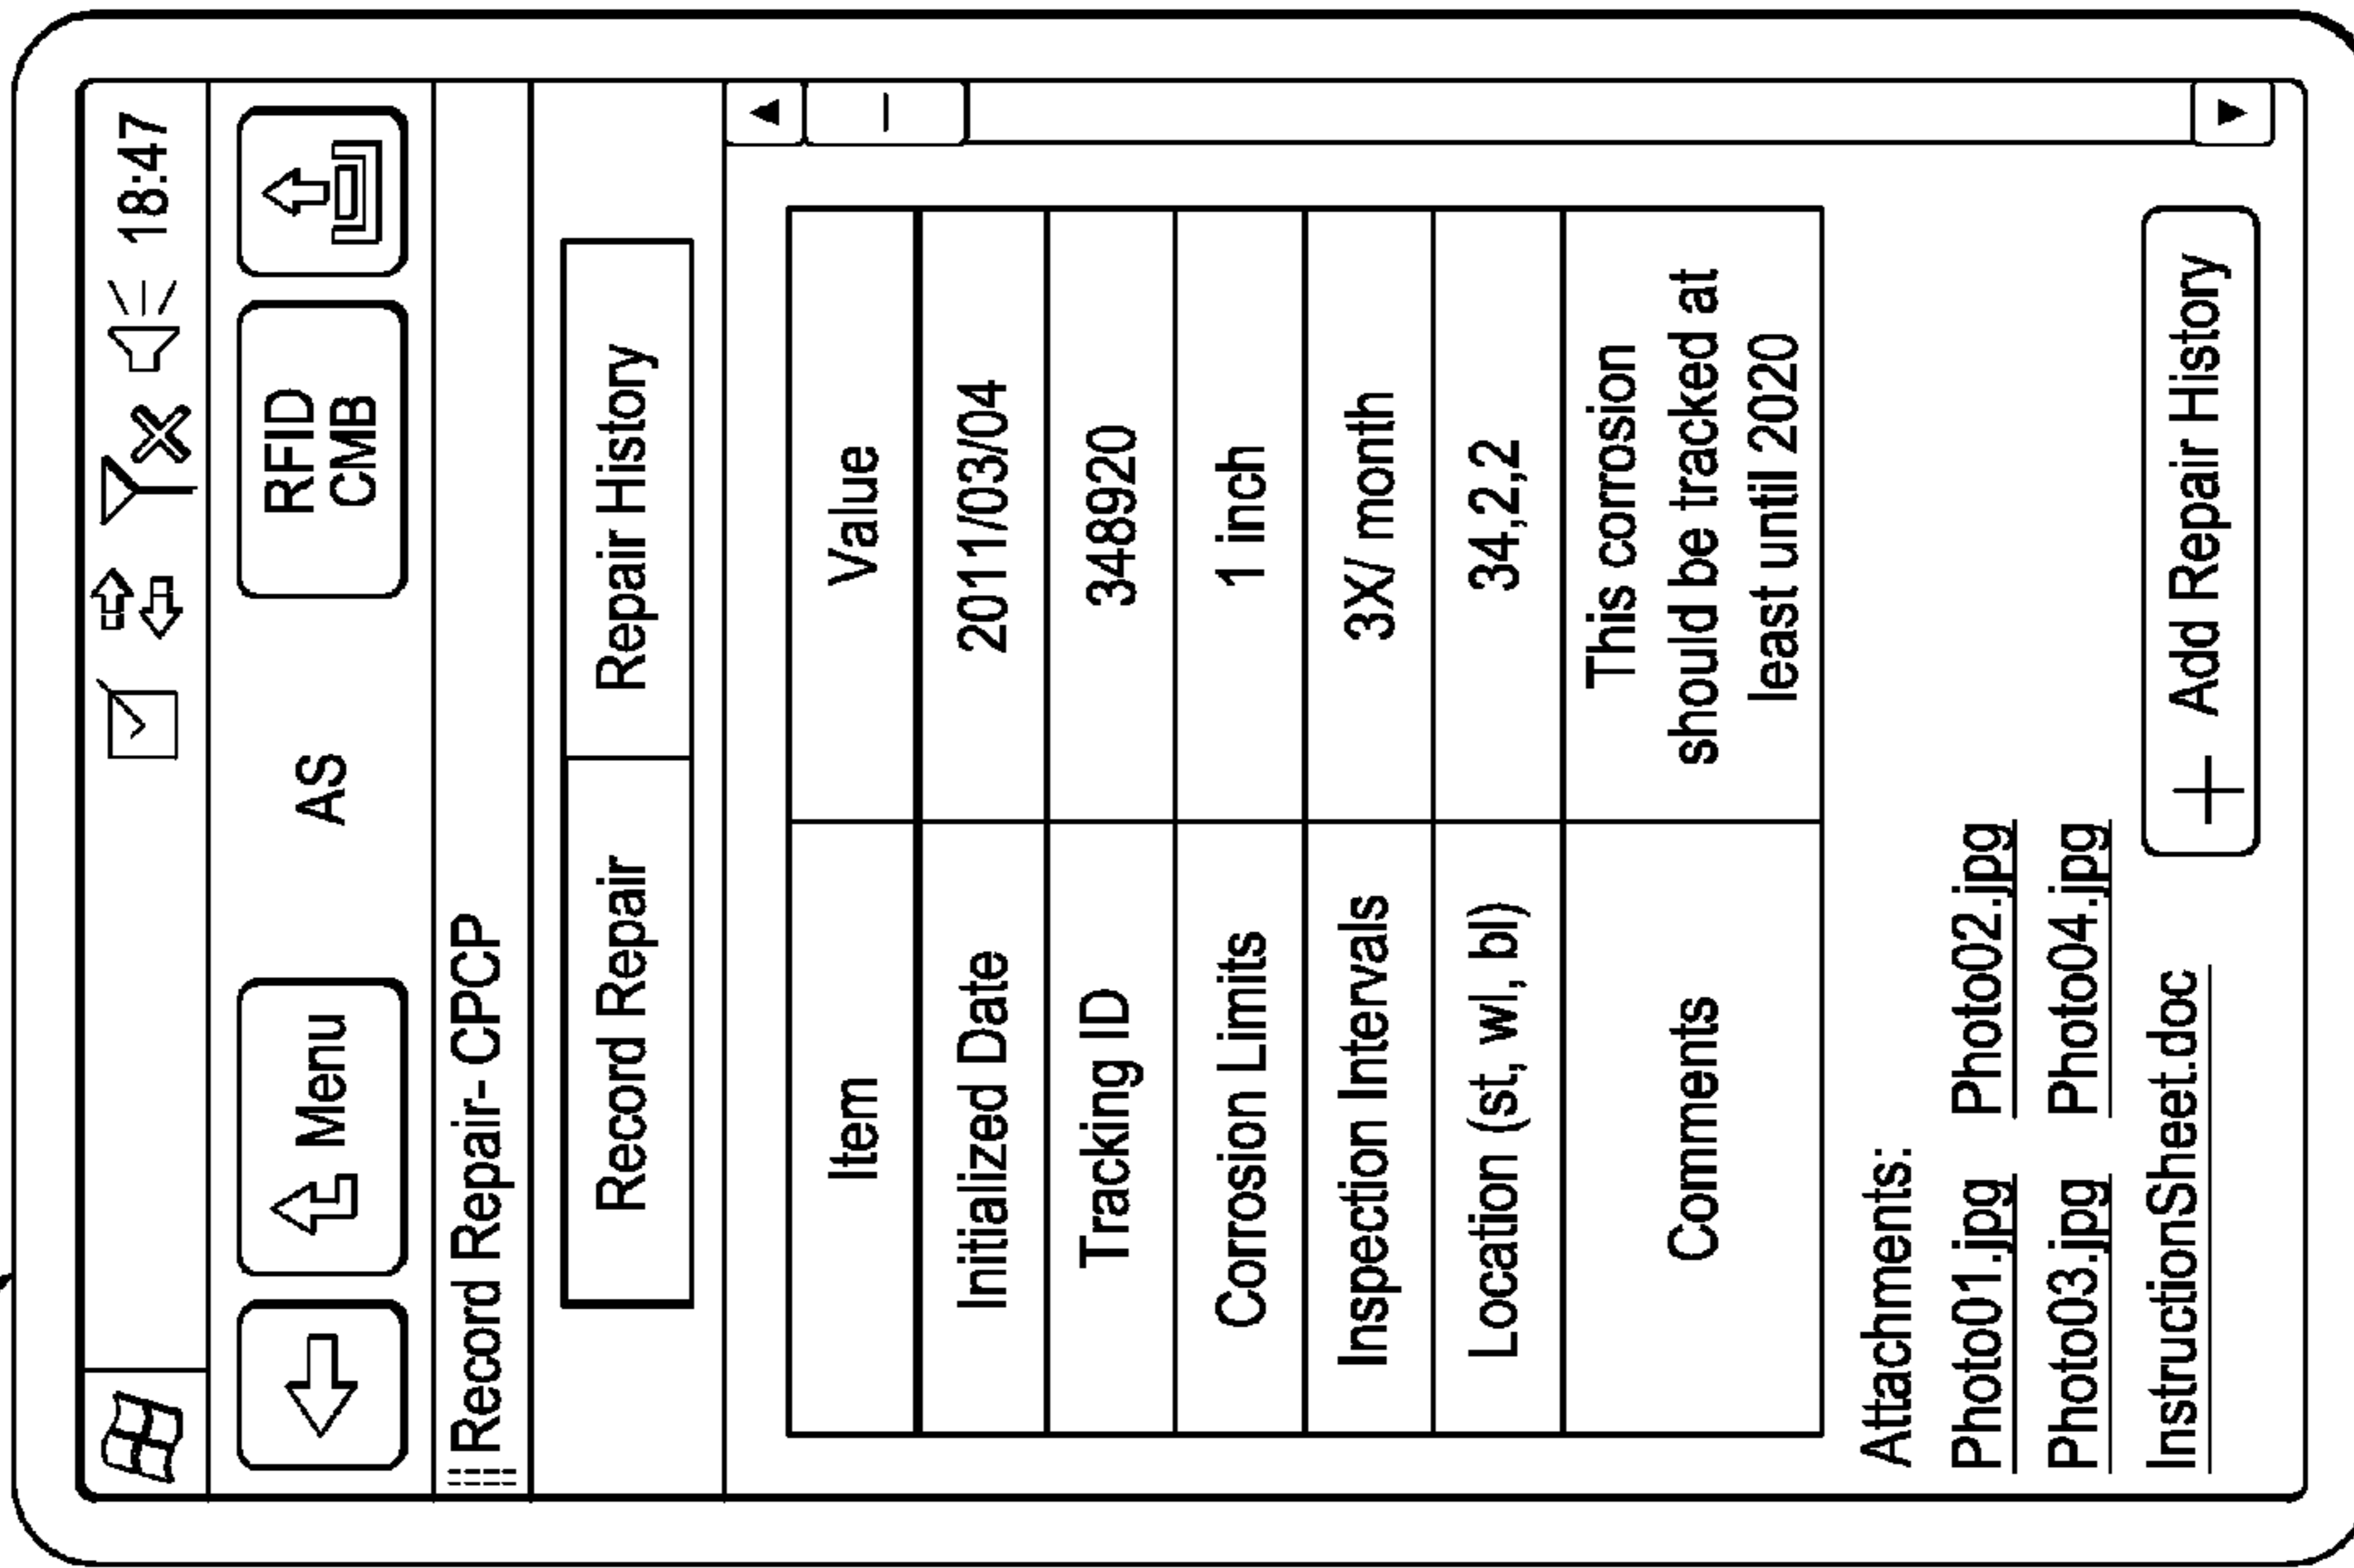 18:47
Menu AS RFID
CMB
Record Repair- CPCP
Record Repair Repair History
Item Value
Initialized Date 2011/03/04
Tracking ID 348920
Corrosion Limits 1 inch
Inspection Intervals 3X/ month
Location (st, wl, bl) 34,2,2
Comments This corrosion
should be tracked at
least until 2020
Attachments:
Photo01.jpg Photo02.jpg
Photo03.jpg Photo04.jpg
InstructionSheet.doc + Add Repair History